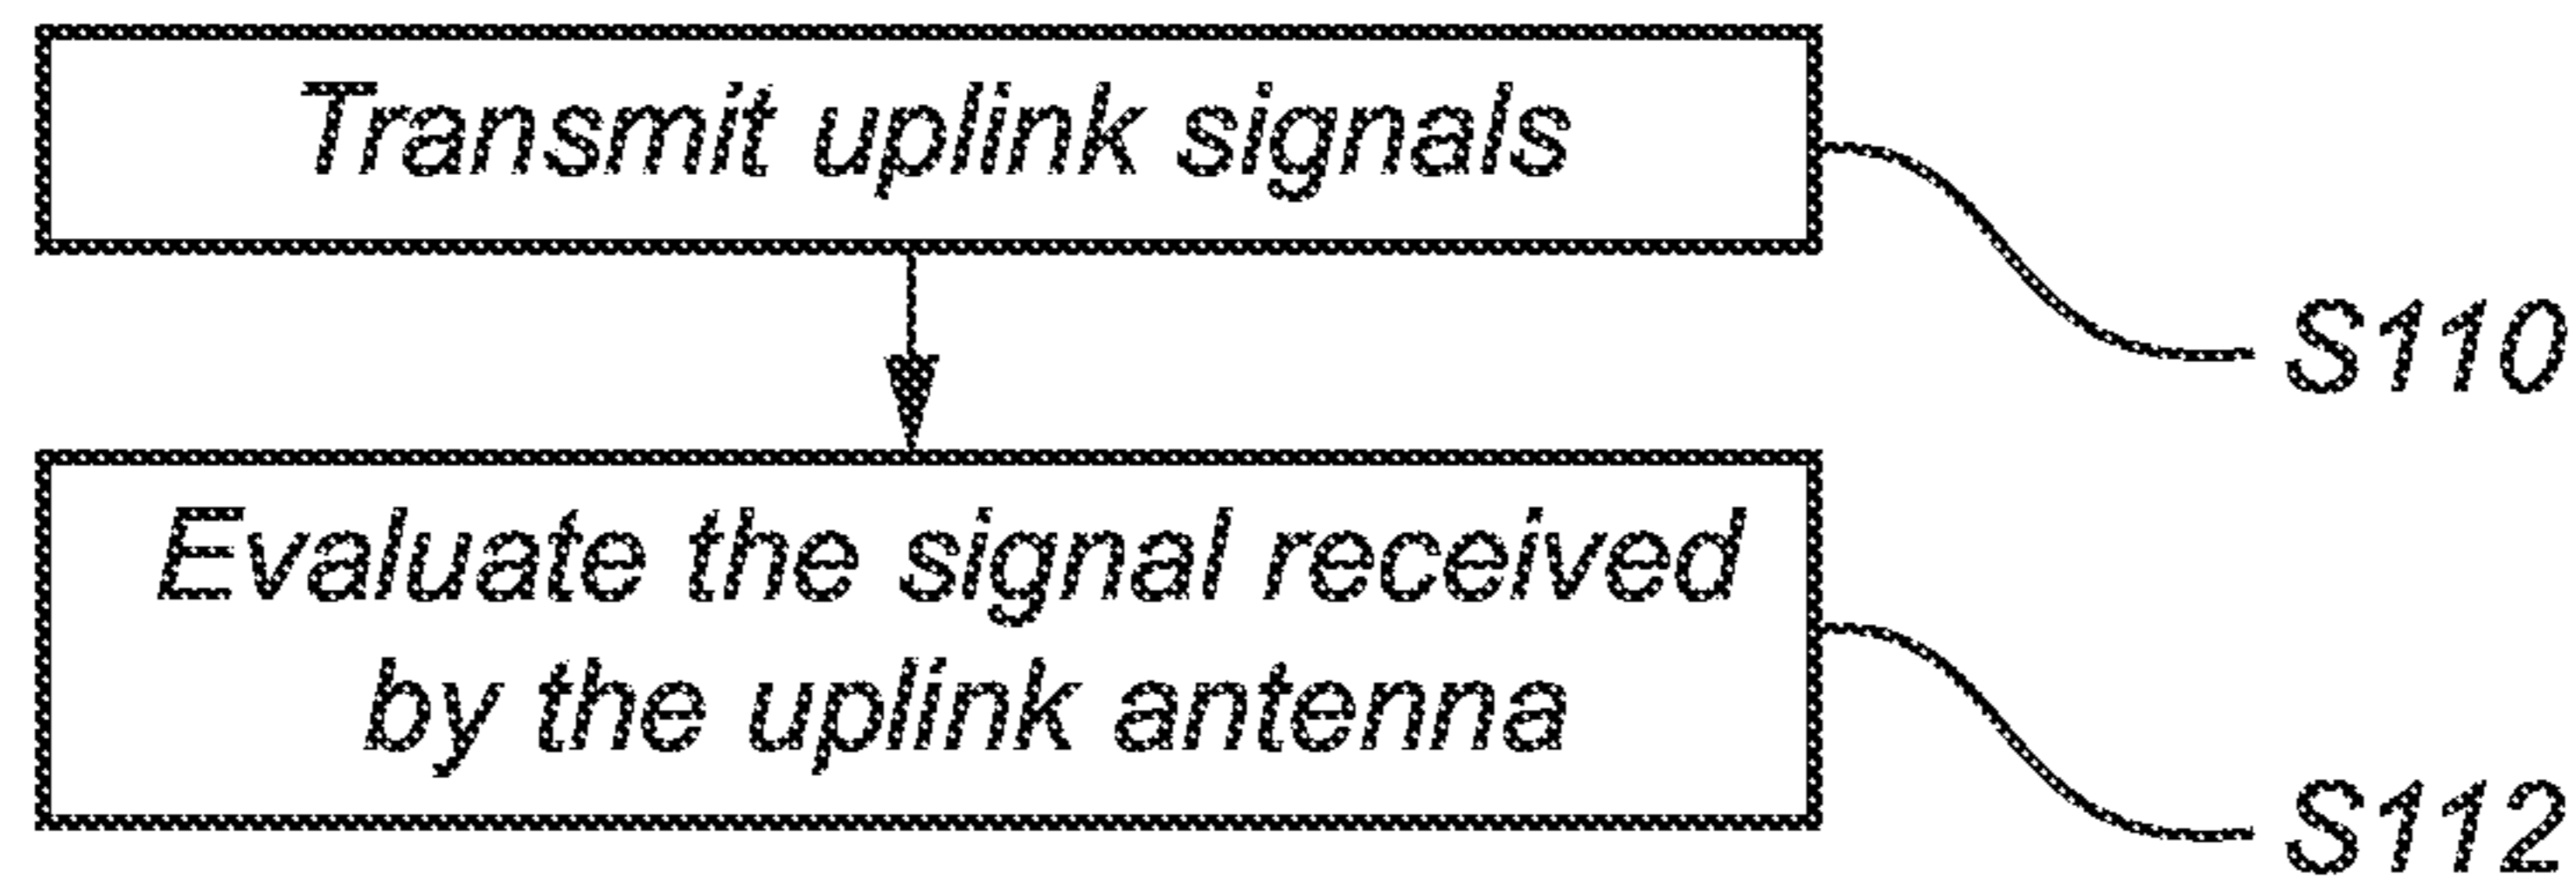 Transmit uplink signals
S110
Evaluate the signal received
by the uplink antenna
S112